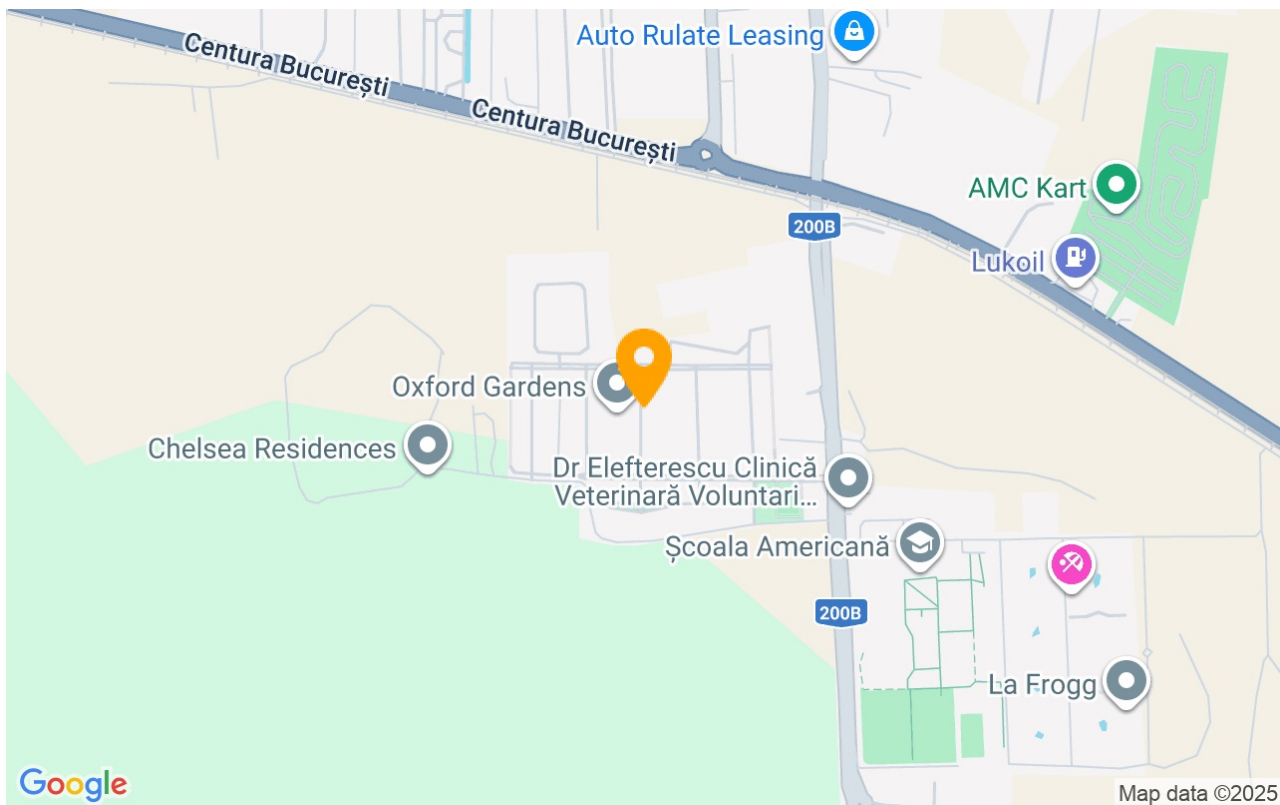 Auto Rulate Leasing
Centura București
Centura București
AMC Kart
200B
Lukoil
Oxford Gardens
Chelsea Residences
Dr Elefterescu Clinică
Veterinară Voluntari...
Școala Americană
200B
La Frogg
Google
Map data ©2025